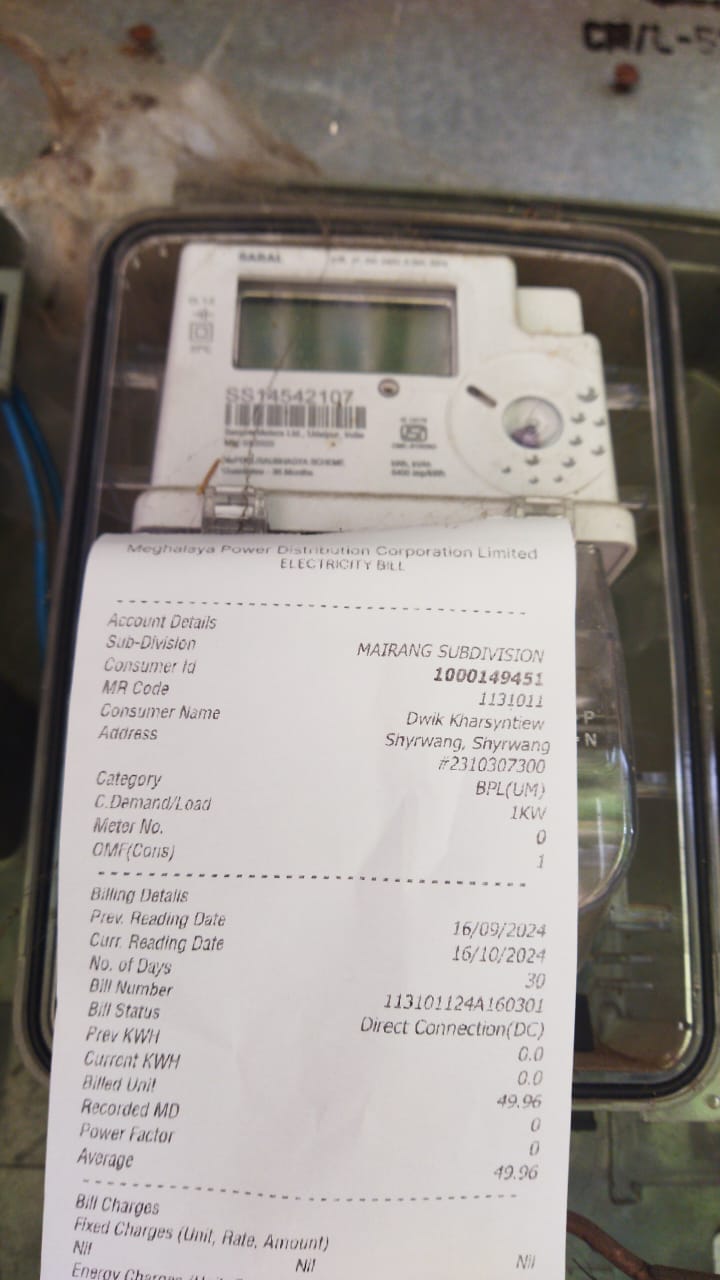 CM/L-5
SS14542107
Meghalaya Power Distribution Corporation Limited
ELECTRICITY BILL
Account Details
Sub-Division MAIRANG SUBDIVISION
Consumer Id 1000149451
MR Code 1131011
Consumer Name Dwik Kharsyntiew
Address Shyrwang, Shyrwang
#2310307300
Category BPL(UM)
C.Demand/Load 1KW
Meter No. 0
OMF(Cons) 1
Billing Details
Prev. Reading Date 16/09/2024
Curr. Reading Date 16/10/2024
No. of Days 30
Bill Number 113101124A160301
Bill Status Direct Connection(DC)
Prev KWH 0.0
Current KWH 0.0
Billed Unit 49.96
Recorded MD 0
Power Factor 0
Average 49.96
Bill Charges
Fixed Charges (Unit, Rate, Amount)
Nil Nil Nil
P
N